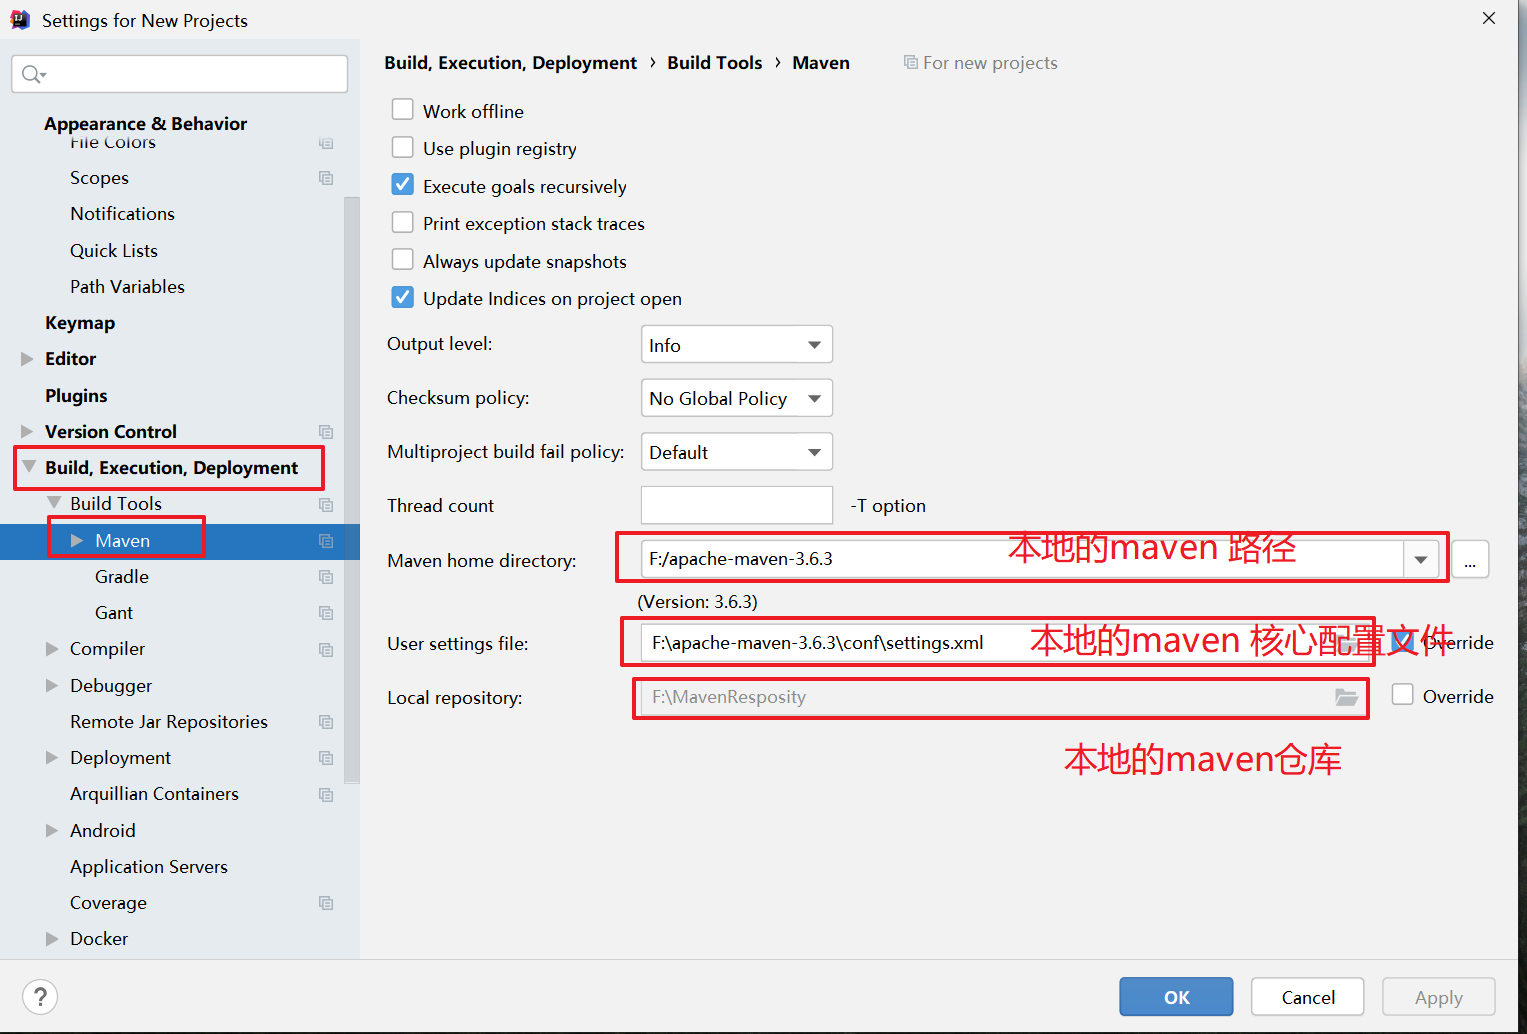 Settings for New Projects
Appearance & Behavior
File Colors
Scopes
Notifications
Quick Lists
Path Variables
Keymap
Editor
Plugins
Version Control
Build, Execution, Deployment
Build Tools
Maven
Gradle
Gant
Compiler
Debugger
Remote Jar Repositories
Deployment
Arquillian Containers
Android
Application Servers
Coverage
Docker
Build, Execution, Deployment › Build Tools › Maven For new projects
Work offline
Use plugin registry
Execute goals recursively
Print exception stack traces
Always update snapshots
Update Indices on project open
Output level: Info
Checksum policy: No Global Policy
Multiproject build fail policy: Default
Thread count -T option
Maven home directory: F:/apache-maven-3.6.3 本地的maven 路径 ...
(Version: 3.6.3)
User settings file: F:\apache-maven-3.6.3\conf\settings.xml 本地的maven 核心配置文件 Override
Local repository: F:\MavenResposity Override
本地的maven仓库
? OK Cancel Apply